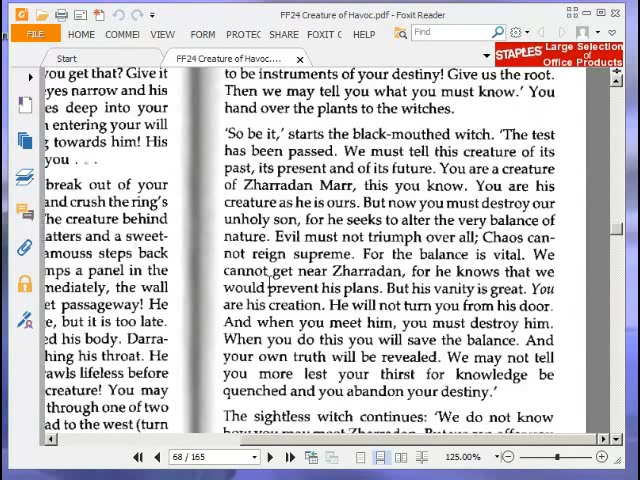 FF24 Creature of Havoc.pdf - Foxit Reader
FILE HOME COMMEN VIEW FORM PROTEC SHARE FOXIT C HELP Find
Start FF24 Creature of Havoc....
STAPLES Large Selection of Office Products
you get that? Give it
eyes narrow and his
es deep into your
n entering your will
g towards him! His
you . . .
break out of your
and crush the ring's
The creature behind
atters and a sweet-
amouss steps back
mps a panel in the
mediately, the wall
et passageway! He
e, but it is too late.
ed his body. Darra-
hing his throat. He
rawls lifeless before
creature! You may
through one of two
ad to the west (turn
to be instruments of your destiny! Give us the root.
Then we may tell you what you must know.' You
hand over the plants to the witches.
'So be it,' starts the black-mouthed witch. 'The test
has been passed. We must tell this creature of its
past, its present and of its future. You are a creature
of Zharradan Marr, this you know. You are his
creature as he is ours. But now you must destroy our
unholy son, for he seeks to alter the very balance of
nature. Evil must not triumph over all; Chaos can-
not reign supreme. For the balance is vital. We
cannot get near Zharradan, for he knows that we
would prevent his plans. But his vanity is great. You
are his creation. He will not turn you from his door.
And when you meet him, you must destroy him.
When you do this you will save the balance. And
your own truth will be revealed. We may not tell
you more lest your thirst for knowledge be
quenched and you abandon your destiny.'
The sightless witch continues: 'We do not know
how you may meet Zharradan. But we can offer you
68 / 165
125.00%